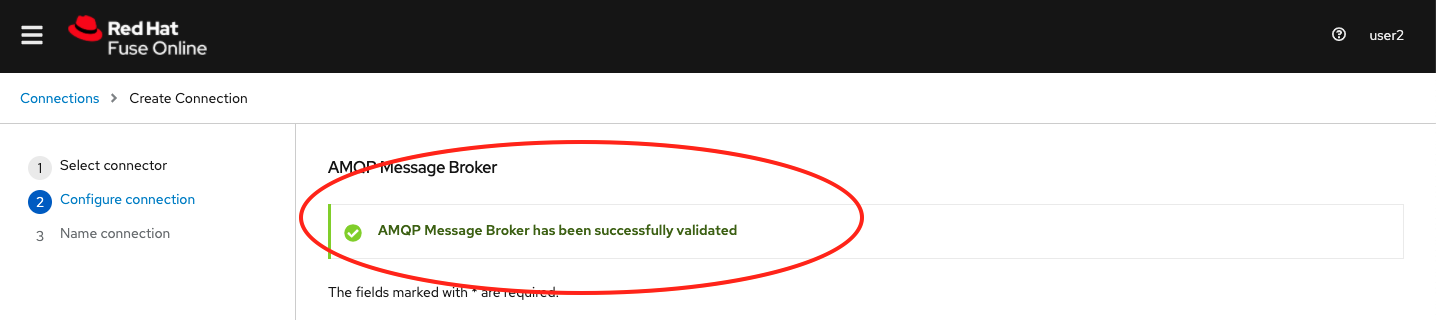 Red Hat
Fuse Online
user2
Connections > Create Connection
1 Select connector
2 Configure connection
3 Name connection
AMQP Message Broker
AMQP Message Broker has been successfully validated
The fields marked with * are required.